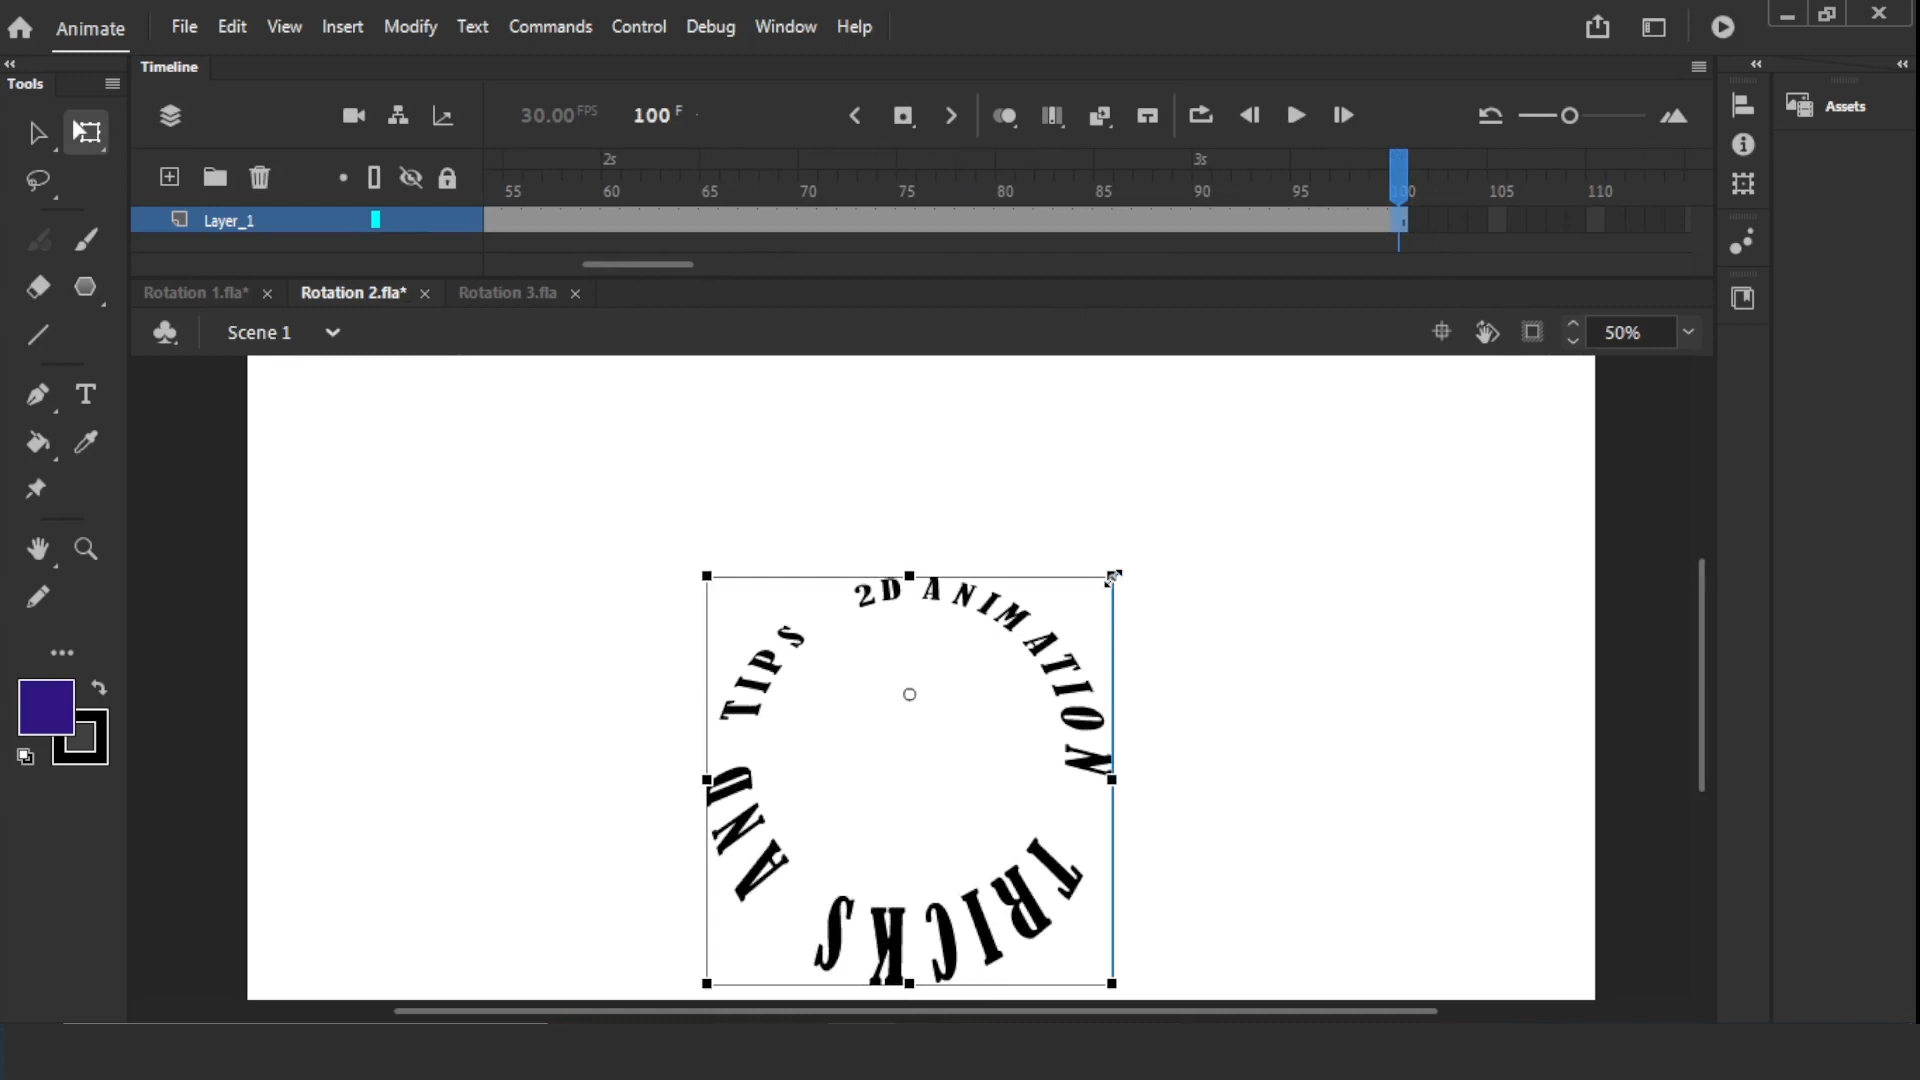 Animate File Edit View Insert Modify Text Commands Control Debug Window Help
Tools
Timeline
30.00 FPS 100 F
Assets
2s 3s
55 60 65 70 75 80 85 90 95 100 105 110
Layer_1
Rotation 1.fla* Rotation 2.fla* Rotation 3.fla
Scene 1
50%
2D ANIMATION
TRICKS
AND
TIPS